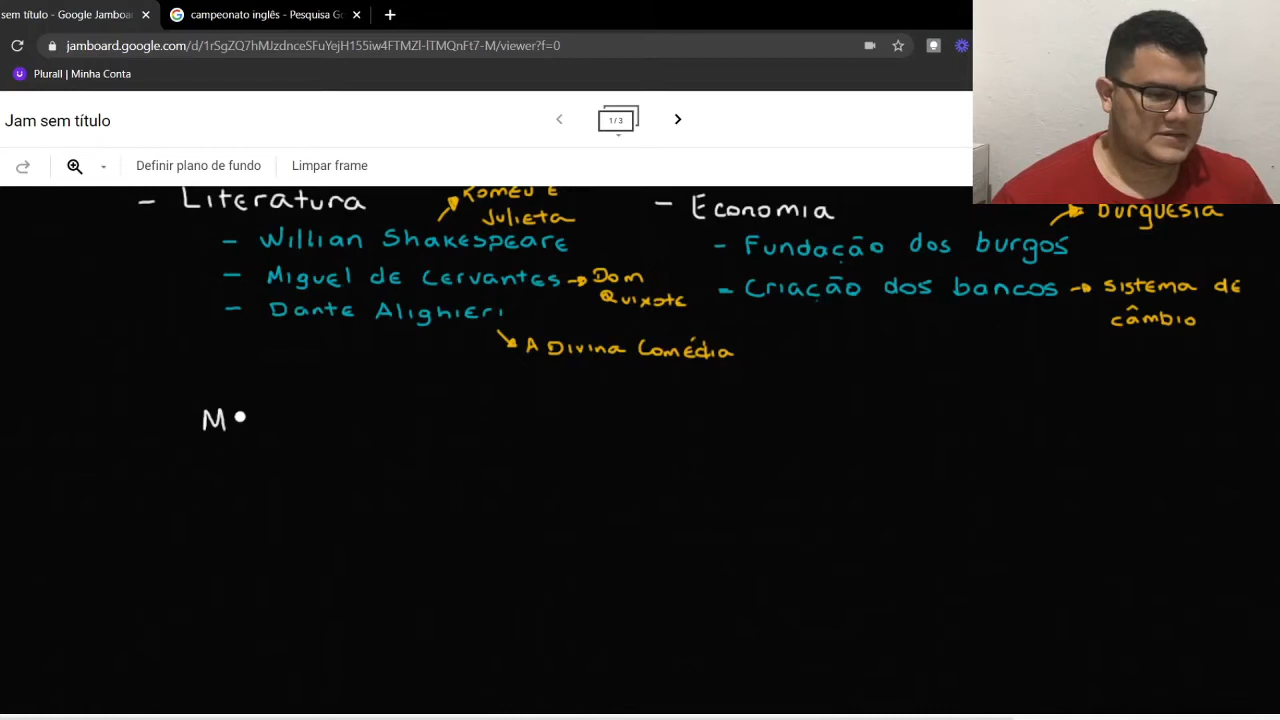 sem título - Google Jamboa
campeonato inglês - Pesquisa Go
jamboard.google.com/d/1rSgZQ7hMJzdnceSFuYejH155iw4FTMZl-lTMQnFt7-M/viewer?f=0
Plurall | Minha Conta
Jam sem título
1 / 3
Definir plano de fundo
Limpar frame
- Literatura
Romeu e
Julieta
- Willian Shakespeare
- Miguel de Cervantes
Dom
Quixote
- Dante Alighieri
A Divina Comédia
- Economia
Burguesia
- Fundação dos burgos
- Criação dos bancos
Sistema de
câmbio
M